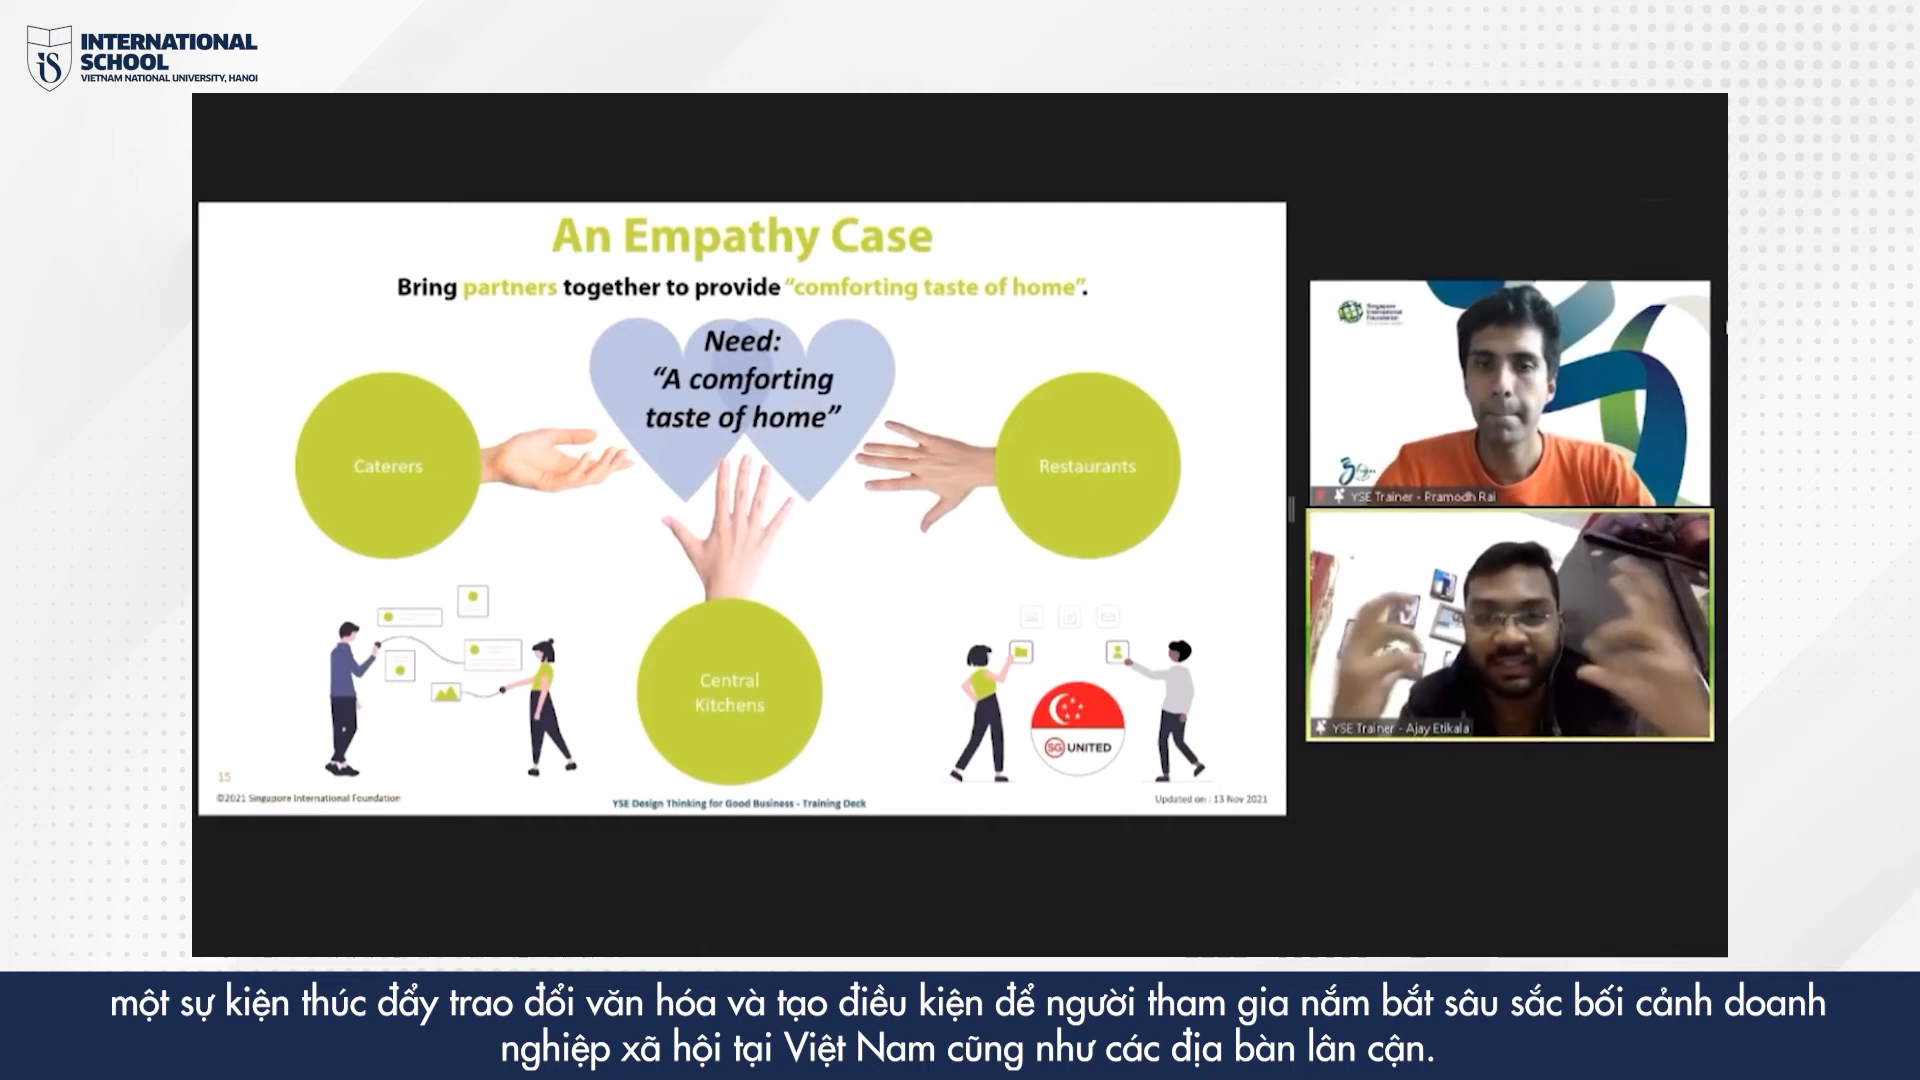 INTERNATIONAL
SCHOOL
VIETNAM NATIONAL UNIVERSITY, HANOI
An Empathy Case
Bring partners together to provide “comforting taste of home”.
Need:
“A comforting
taste of home”
Caterers
Restaurants
Central
Kitchens
SG UNITED
15
©2021 Singapore International Foundation
YSE Design Thinking for Good Business - Training Deck
Updated on : 13 Nov 2021
Singapore
International
Foundation
YSE Trainer - Pramodh Rai
YSE Trainer - Ajay Etikala
một sự kiện thúc đẩy trao đổi văn hóa và tạo điều kiện để người tham gia nắm bắt sâu sắc bối cảnh doanh
nghiệp xã hội tại Việt Nam cũng như các địa bàn lân cận.